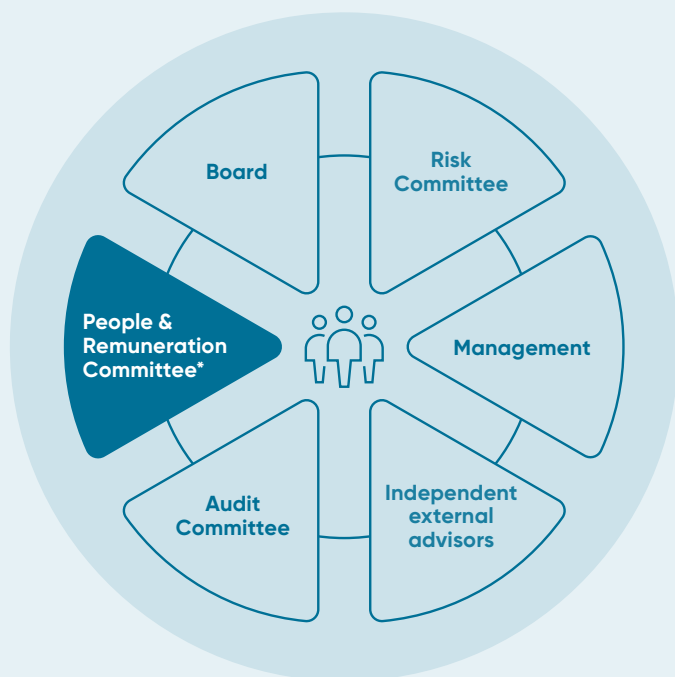 Board
Risk
Committee
People &
Remuneration
Committee*
Management
Audit
Committee
Independent
external
advisors